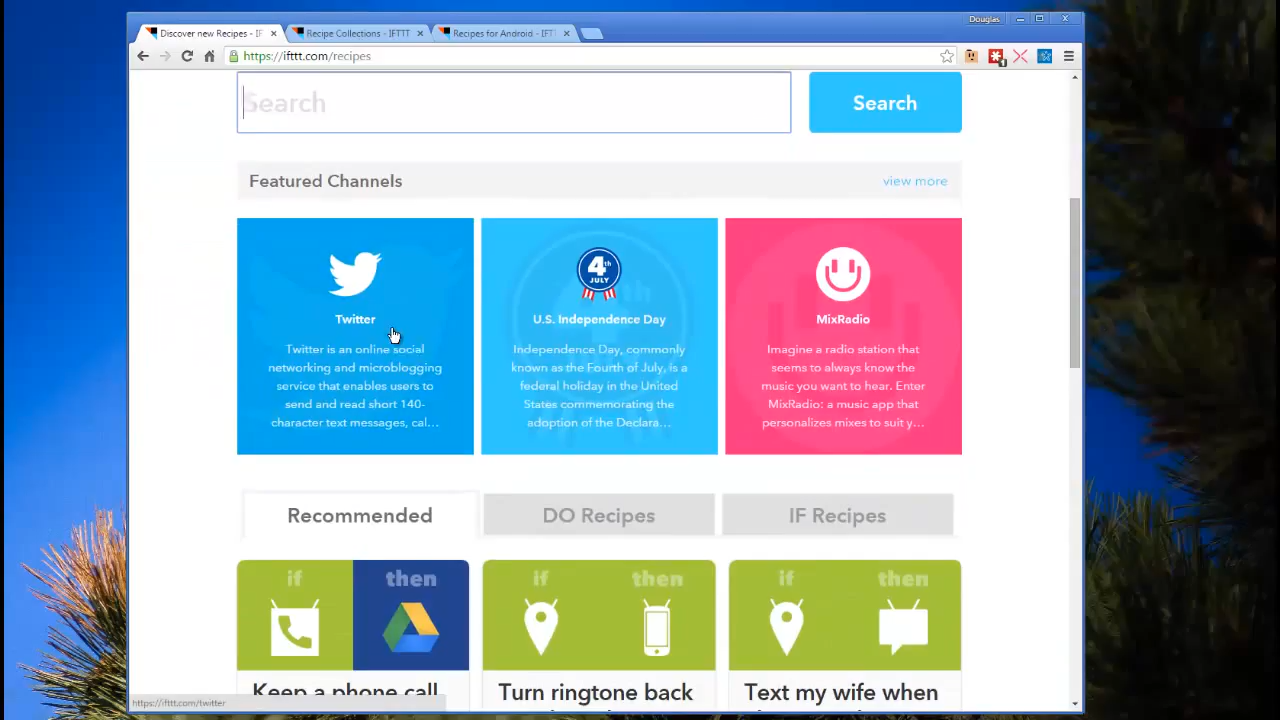 Douglas
Discover new Recipes - IF
Recipe Collections - IFTTT
Recipes for Android - IFT
https://ifttt.com/recipes
1
Search
Search
Featured Channels
view more
Twitter
Twitter is an online social
networking and microblogging
service that enables users to
send and read short 140-
character text messages, cal...
4th
JULY
U.S. Independence Day
Independence Day, commonly
known as the Fourth of July, is a
federal holiday in the United
States commemorating the
adoption of the Declara...
MixRadio
Imagine a radio station that
seems to always know the
music you want to hear. Enter
MixRadio: a music app that
personalizes mixes to suit y...
Recommended
DO Recipes
IF Recipes
if
then
Keep a phone call
if
then
Turn ringtone back
if
then
Text my wife when
https://ifttt.com/twitter